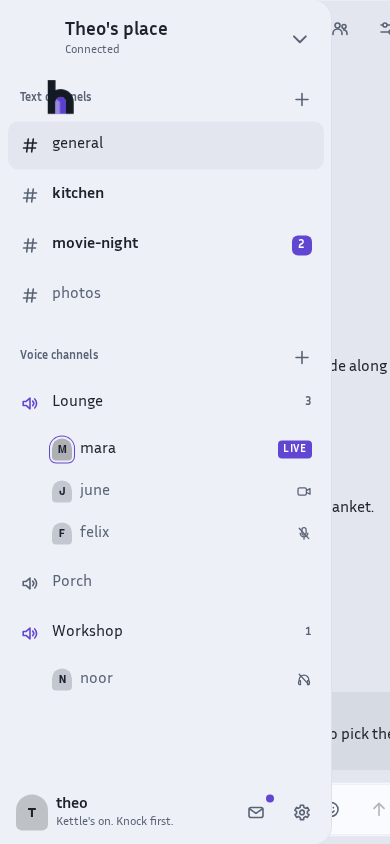 Theo's place
Connected
Text channels
general
kitchen
movie-night
2
photos
Voice channels
Lounge
3
M
mara
LIVE
J
june
F
felix
Porch
Workshop
1
N
noor
T
theo
Kettle's on. Knock first.
de along
anket.
o pick the